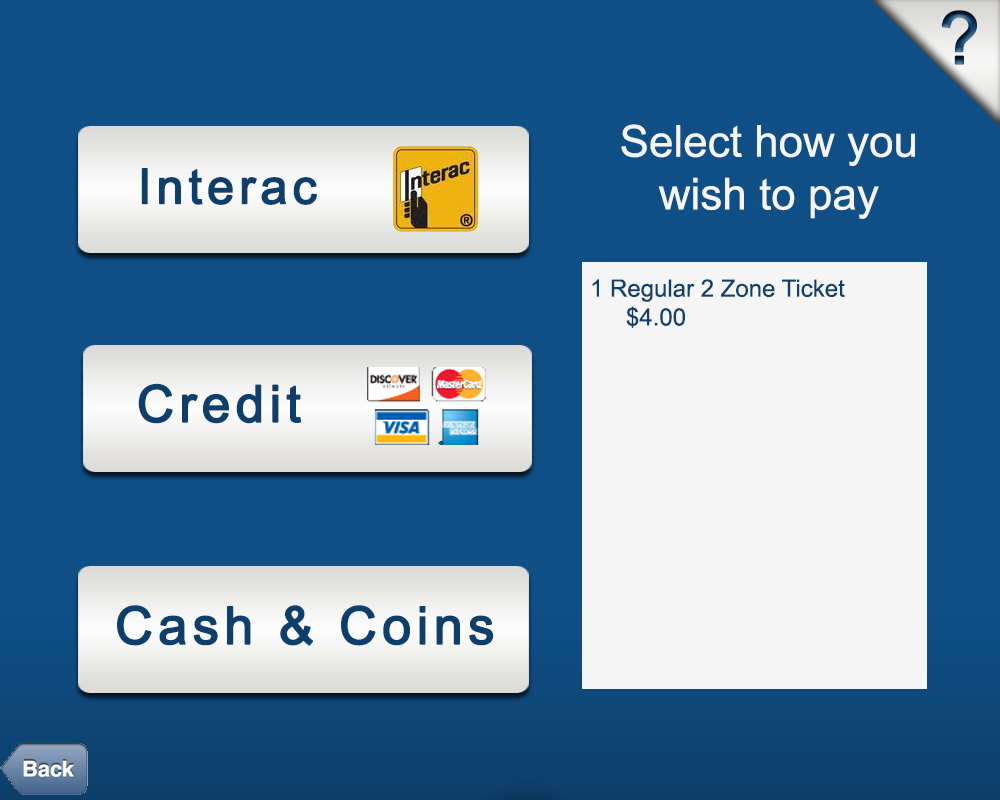 ?
Select how you
wish to pay
Interac
Interac
®
1 Regular 2 Zone Ticket
$4.00
Credit
DISCOVER
MasterCard
VISA
Cash & Coins
Back